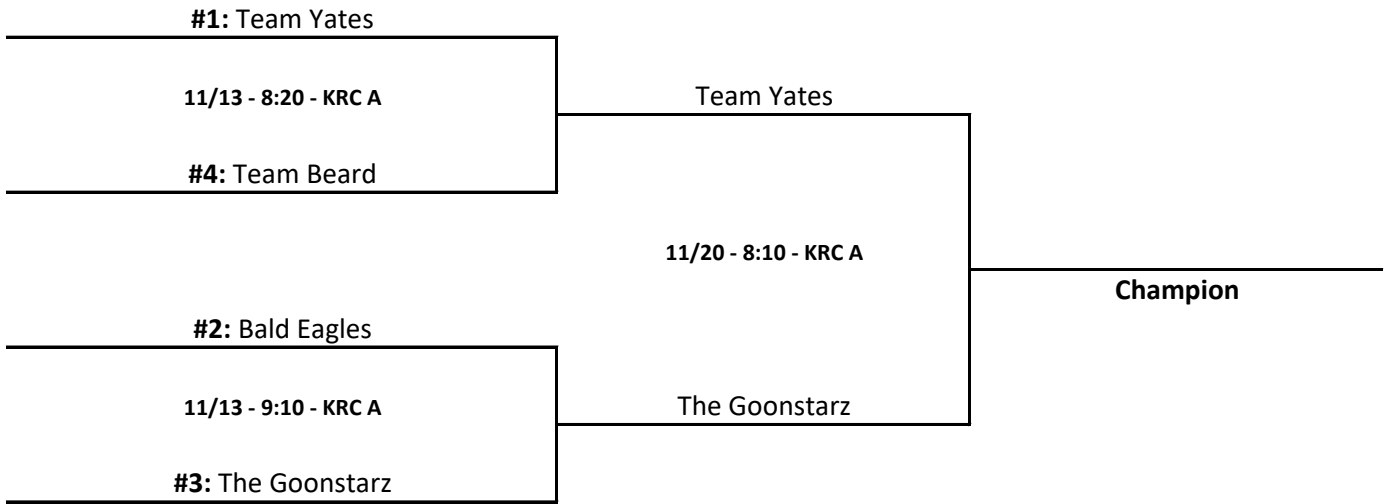 #1: Team Yates
11/13 - 8:20 - KRC A
Team Yates
#4: Team Beard
11/20 - 8:10 - KRC A
Champion
#2: Bald Eagles
11/13 - 9:10 - KRC A
The Goonstarz
#3: The Goonstarz